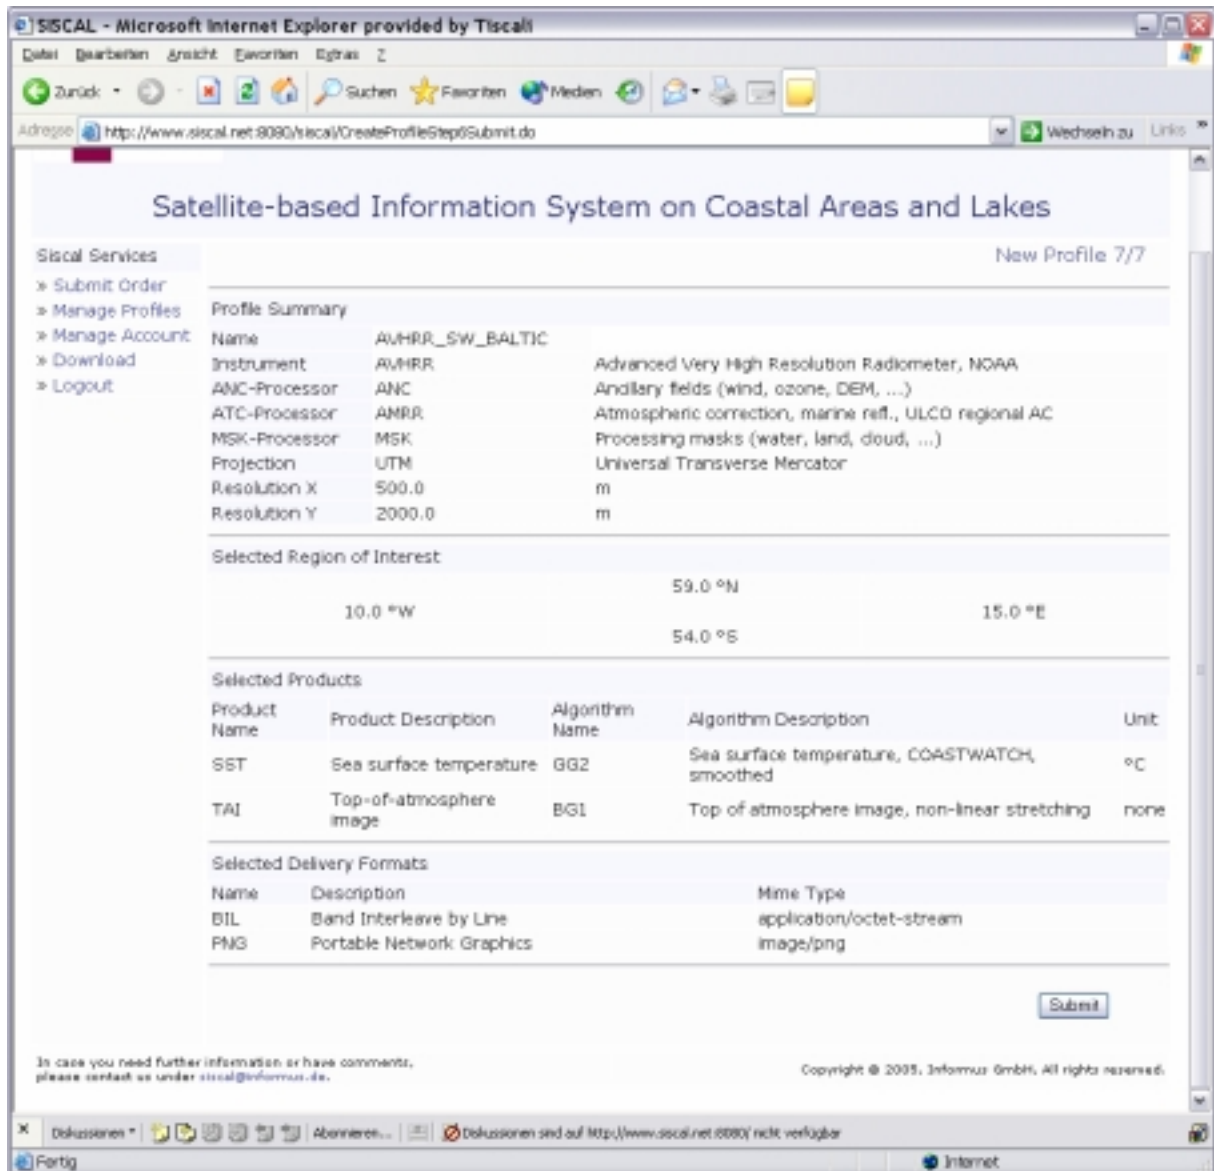 SISCAL - Microsoft Internet Explorer provided by Tiscali
Datei Bearbeiten Ansicht Favoriten Extras ?
Zurück Suchen Favoriten Medien
Adresse http://www.siscal.net:8080/siscal/CreateProfileStep6Submit.do Wechseln zu Links »
Satellite-based Information System on Coastal Areas and Lakes
Siscal Services
» Submit Order
» Manage Profiles
» Manage Account
» Download
» Logout
New Profile 7/7
Profile Summary
Name AVHRR_SW_BALTIC
Instrument AVHRR Advanced Very High Resolution Radiometer, NOAA
ANC-Processor ANC Ancillary fields (wind, ozone, DEM, ...)
ATC-Processor AMRR Atmospheric correction, marine refl., ULCO regional AC
MSK-Processor MSK Processing masks (water, land, cloud, ...)
Projection UTM Universal Transverse Mercator
Resolution X 500.0 m
Resolution Y 2000.0 m
Selected Region of Interest
59.0 °N
10.0 °W 15.0 °E
54.0 °S
Selected Products
Product Name Product Description Algorithm Name Algorithm Description Unit
SST Sea surface temperature GG2 Sea surface temperature, COASTWATCH, smoothed °C
TAI Top-of-atmosphere image BG1 Top of atmosphere image, non-linear stretching none
Selected Delivery Formats
Name Description Mime Type
BIL Band Interleave by Line application/octet-stream
PNG Portable Network Graphics image/png
Submit
In case you need further information or have comments,
please contact us under siscal@informus.de.
Copyright © 2005, Informus GmbH. All rights reserved.
Diskussionen Abonnieren... Diskussionen sind auf http://www.siscal.net:8080/ nicht verfügbar
Fertig Internet